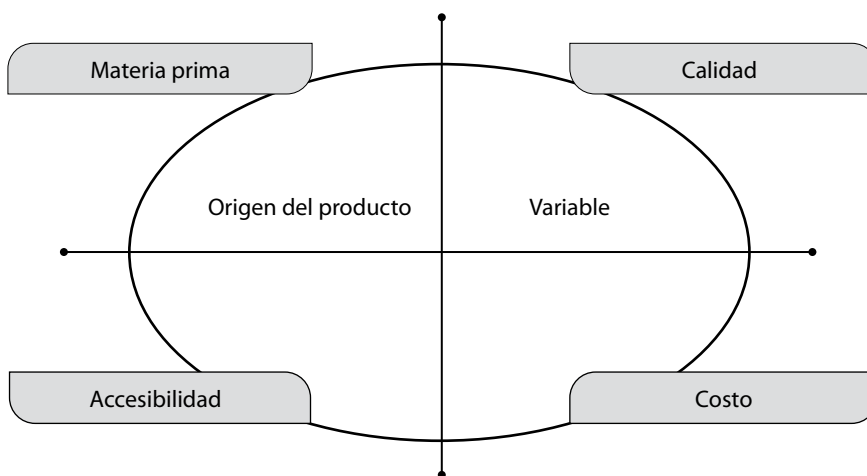 Materia prima
Calidad
Origen del producto
Variable
Accesibilidad
Costo